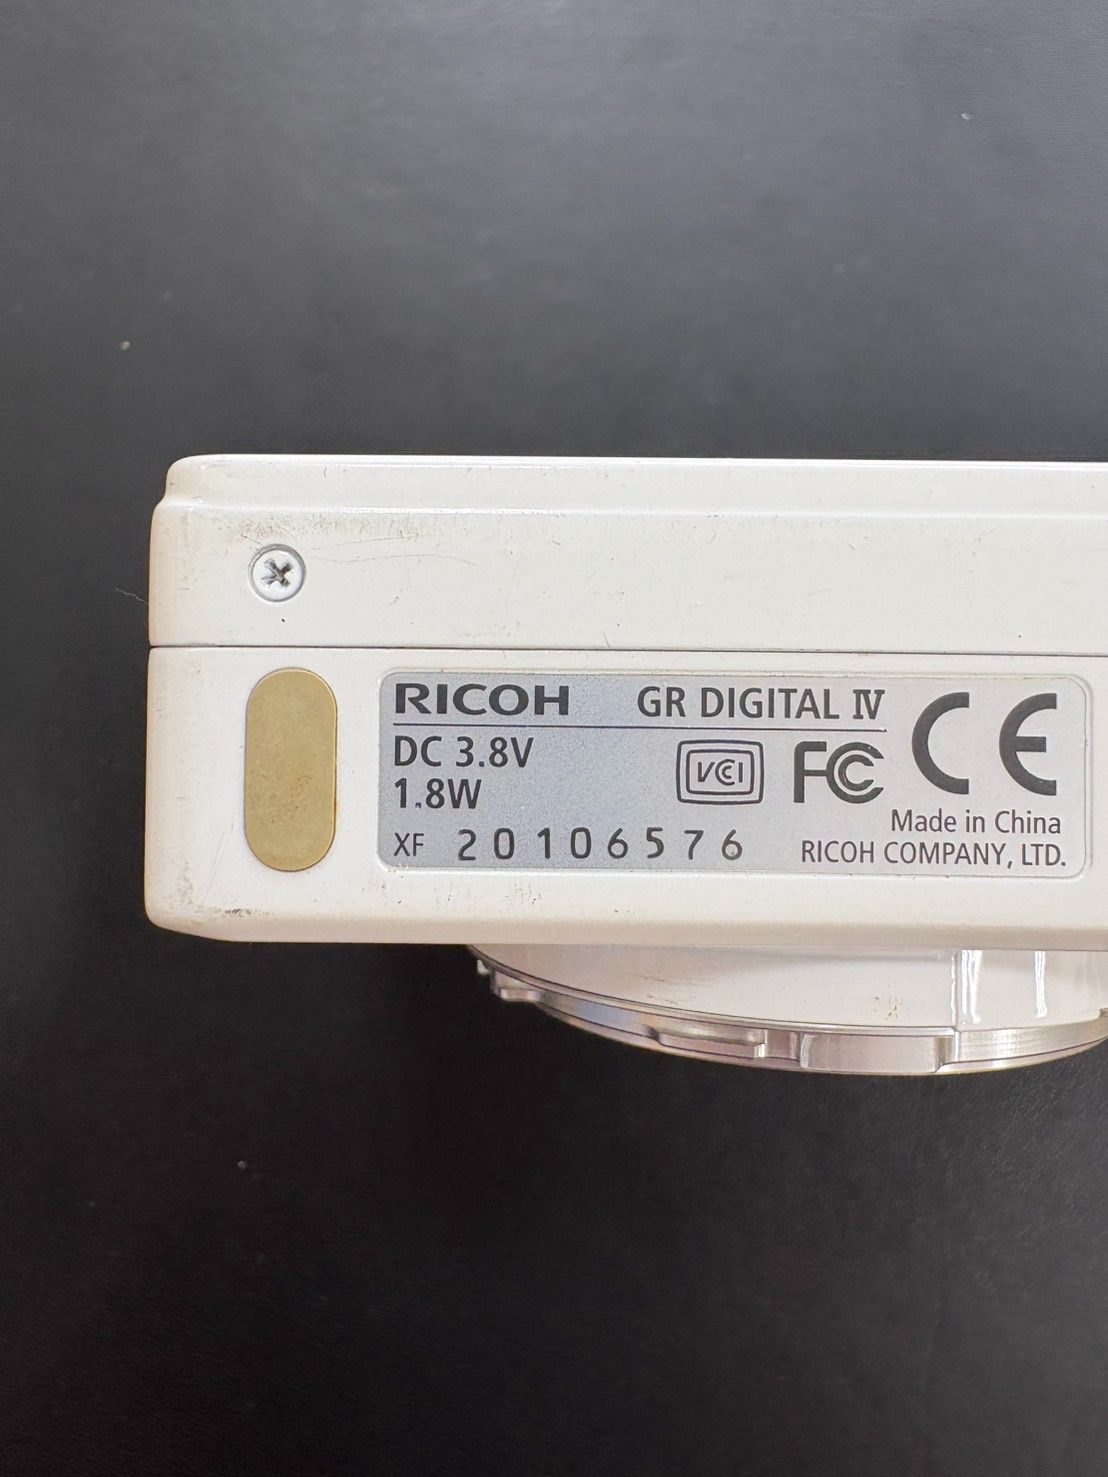 RICOH GR DIGITAL Ⅳ
DC 3.8V
1.8W
VCCI FC CE
Made in China
XF 20106576
RICOH COMPANY, LTD.